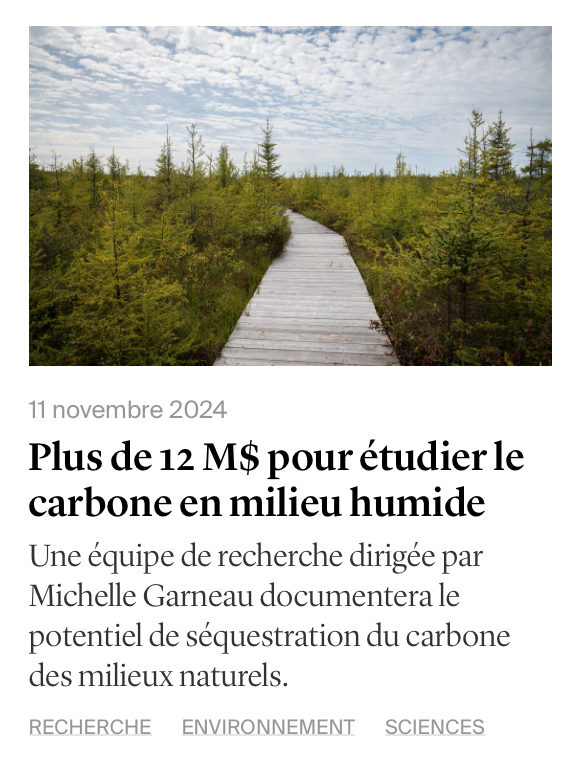 11 novembre 2024
Plus de 12 M$ pour étudier le
carbone en milieu humide
Une équipe de recherche dirigée par
Michelle Garneau documentera le
potentiel de séquestration du carbone
des milieux naturels.
RECHERCHE ENVIRONNEMENT SCIENCES